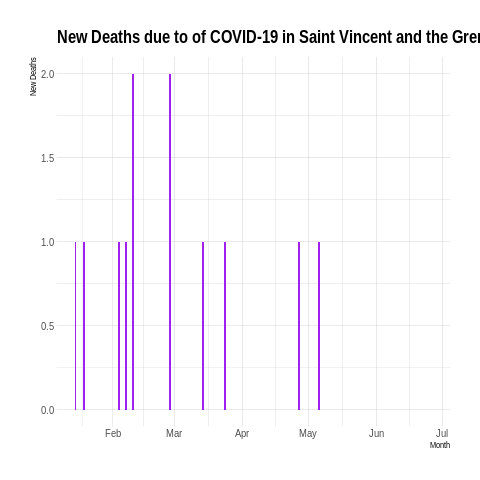 New Deaths due to of COVID-19 in Saint Vincent and the Gre
New Deaths
2.0
1.5
1.0
0.5
0.0
Feb Mar Apr May Jun Jul
Month